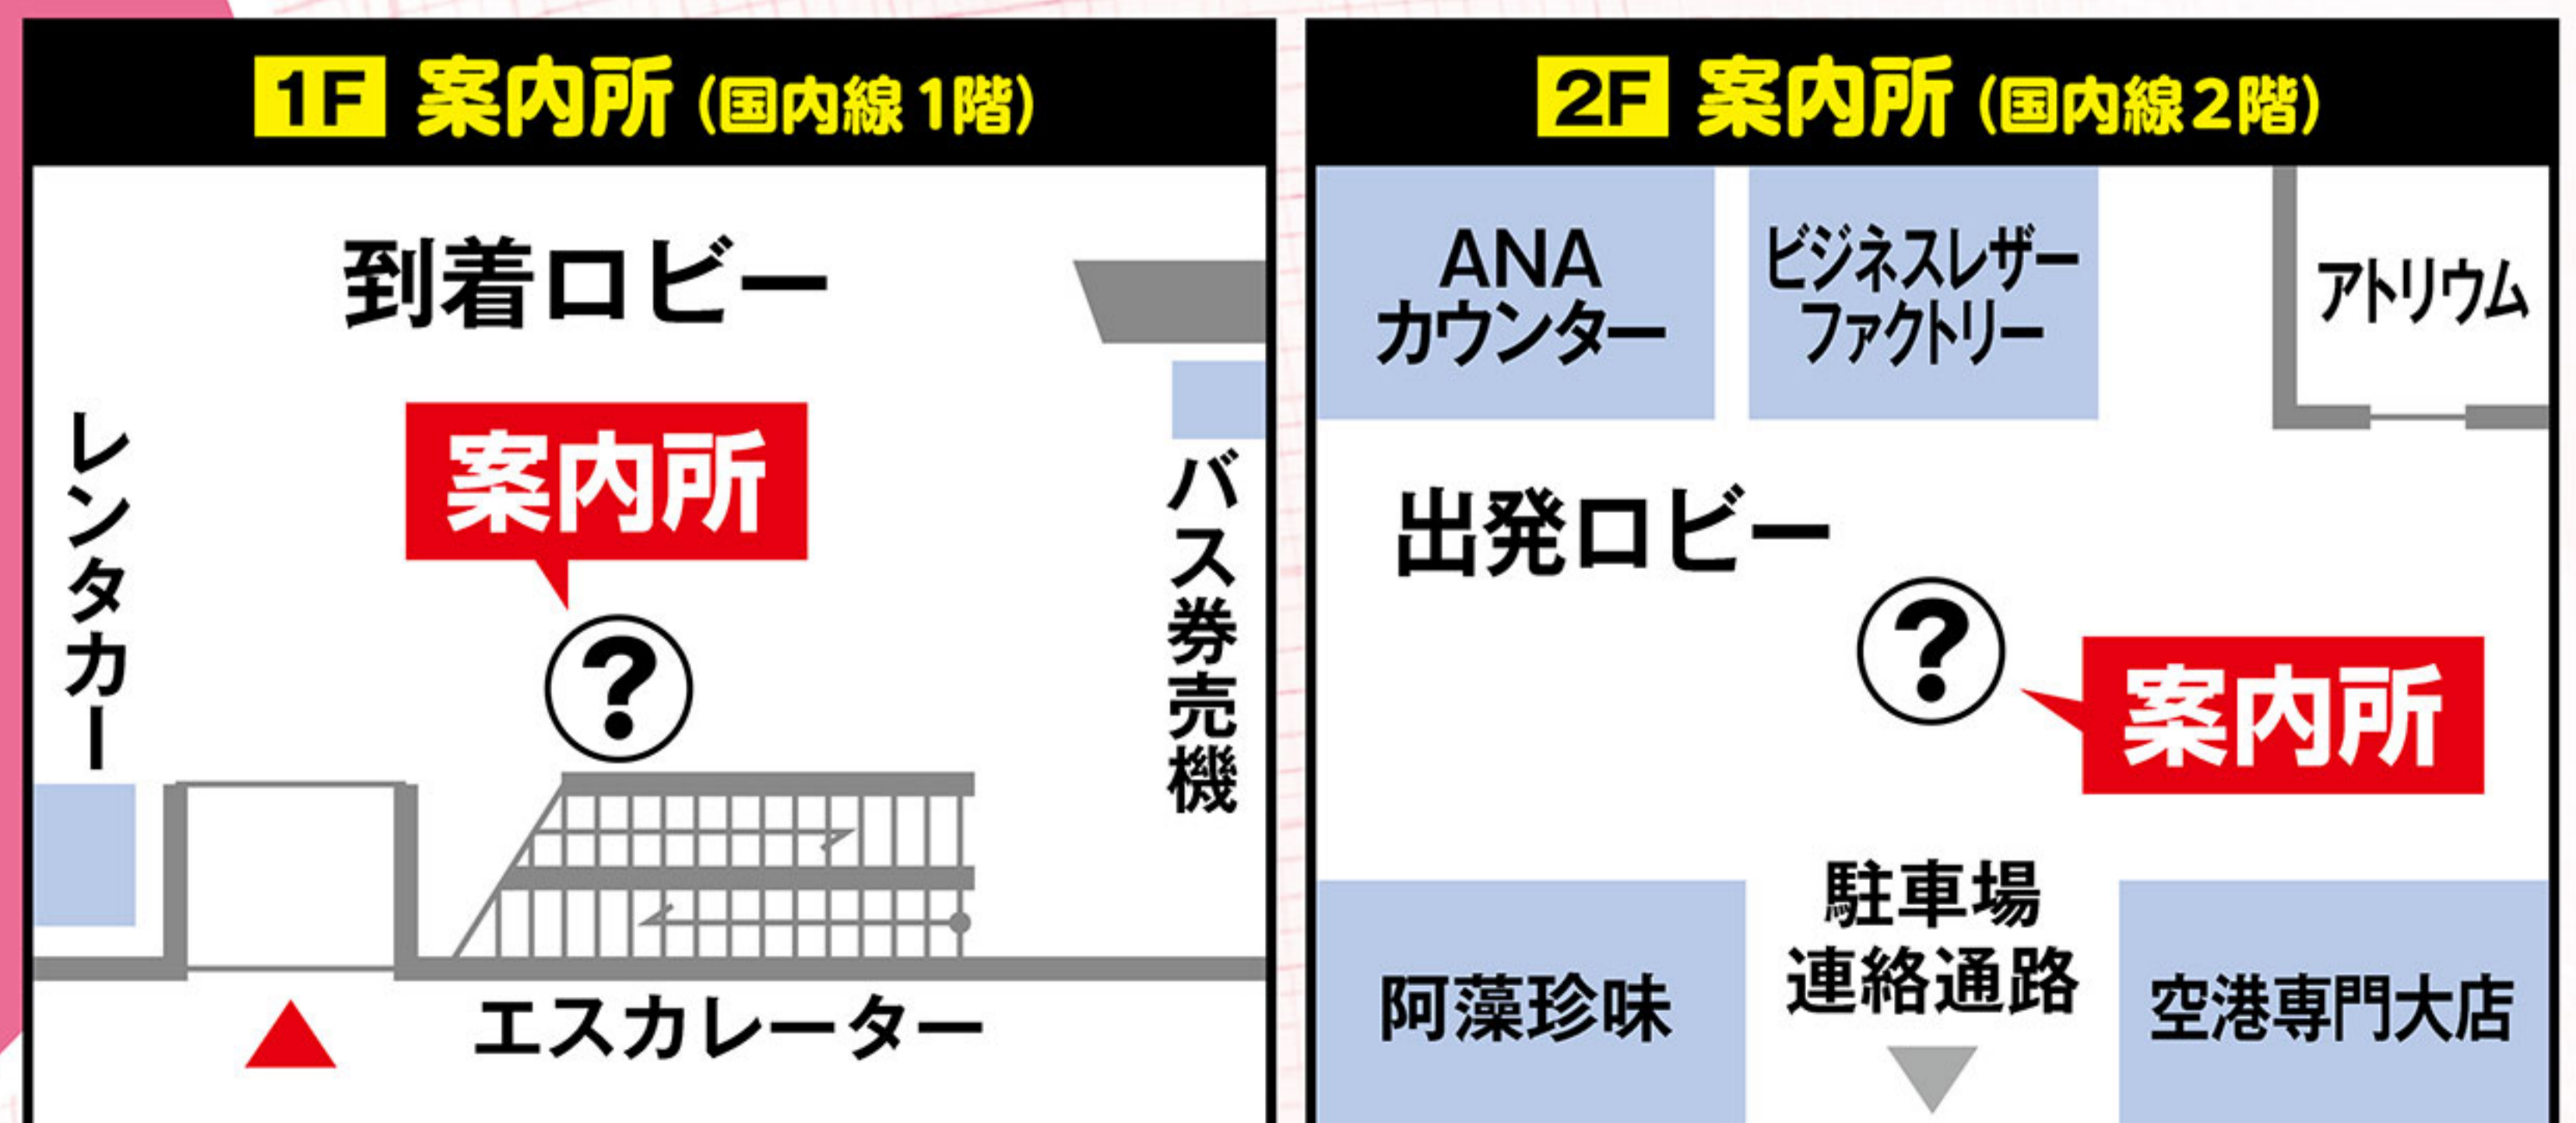 1F 案内所 (国内線1階)
到着ロビー
案内所
?
レンタカー
バス券売機
エスカレーター
2F 案内所 (国内線2階)
ANA
カウンター
ビジネスレザー
ファクトリー
アトリウム
出発ロビー
?
案内所
阿藻珍味
駐車場
連絡通路
空港専門大店